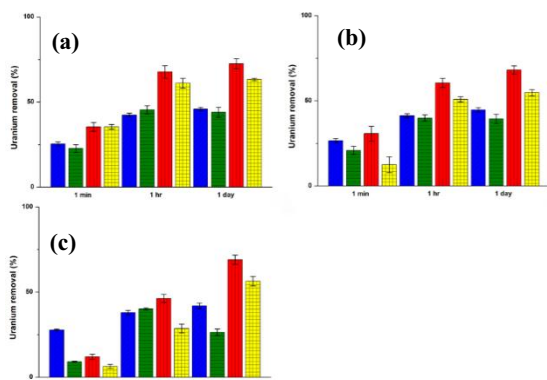 (a)
Uranium removal (%)
100
50
0
1 min 1 hr 1 day
(b)
Uranium removal (%)
100
50
0
1 min 1 hr 1 day
(c)
Uranium removal (%)
100
50
0